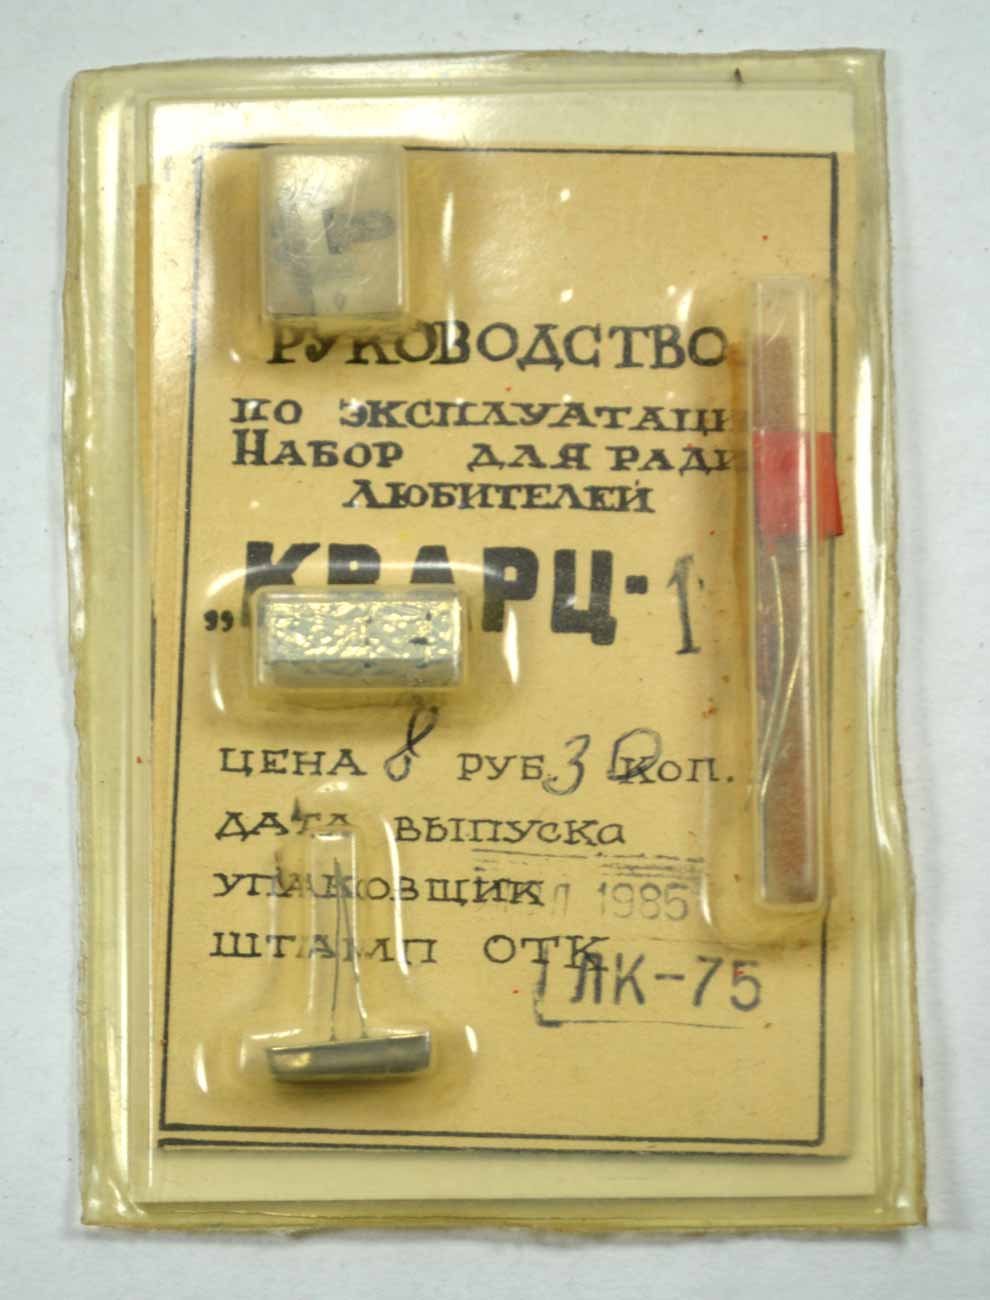 РУКОВОДСТВО
ПО ЭКСПЛУАТАЦИ
НАБОР ДЛЯ РАДИ
ЛЮБИТЕЛЕЙ
„КВАРЦ-1
ЦЕНА 8 РУБ 30 КОП.
ДАТА ВЫПУСКА
УПАКОВЩИК 1985
ШТАМП ОТК
ЛК-75